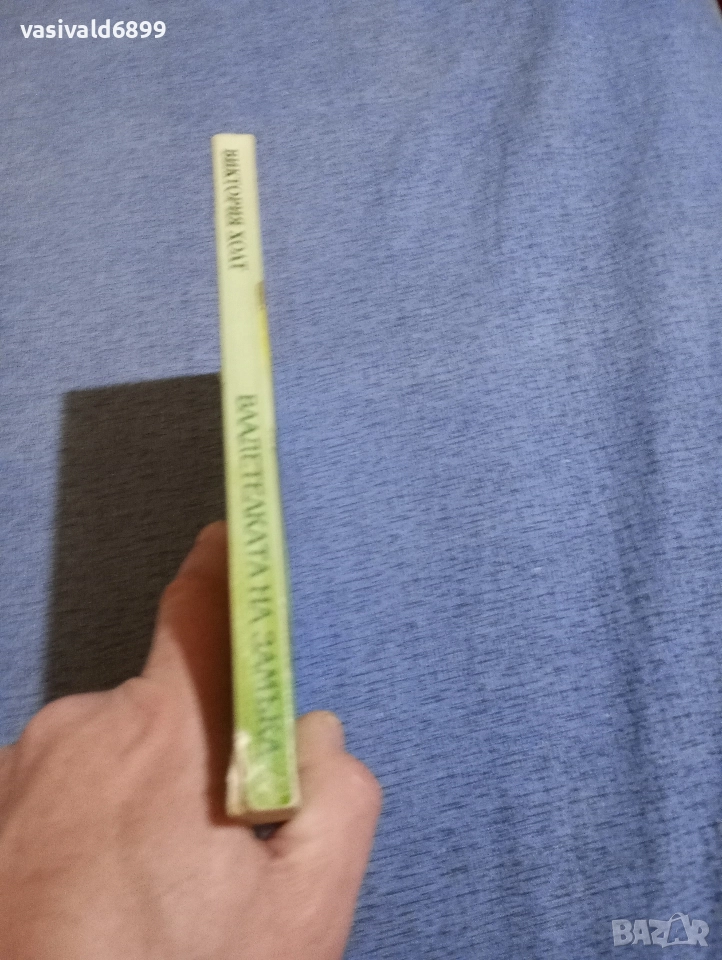 vasivald6899
ВИКТОРИЯ ХОЛТ
ВЛАДЕТЕЛКАТА НА ЗАМЪКА
BAZAR